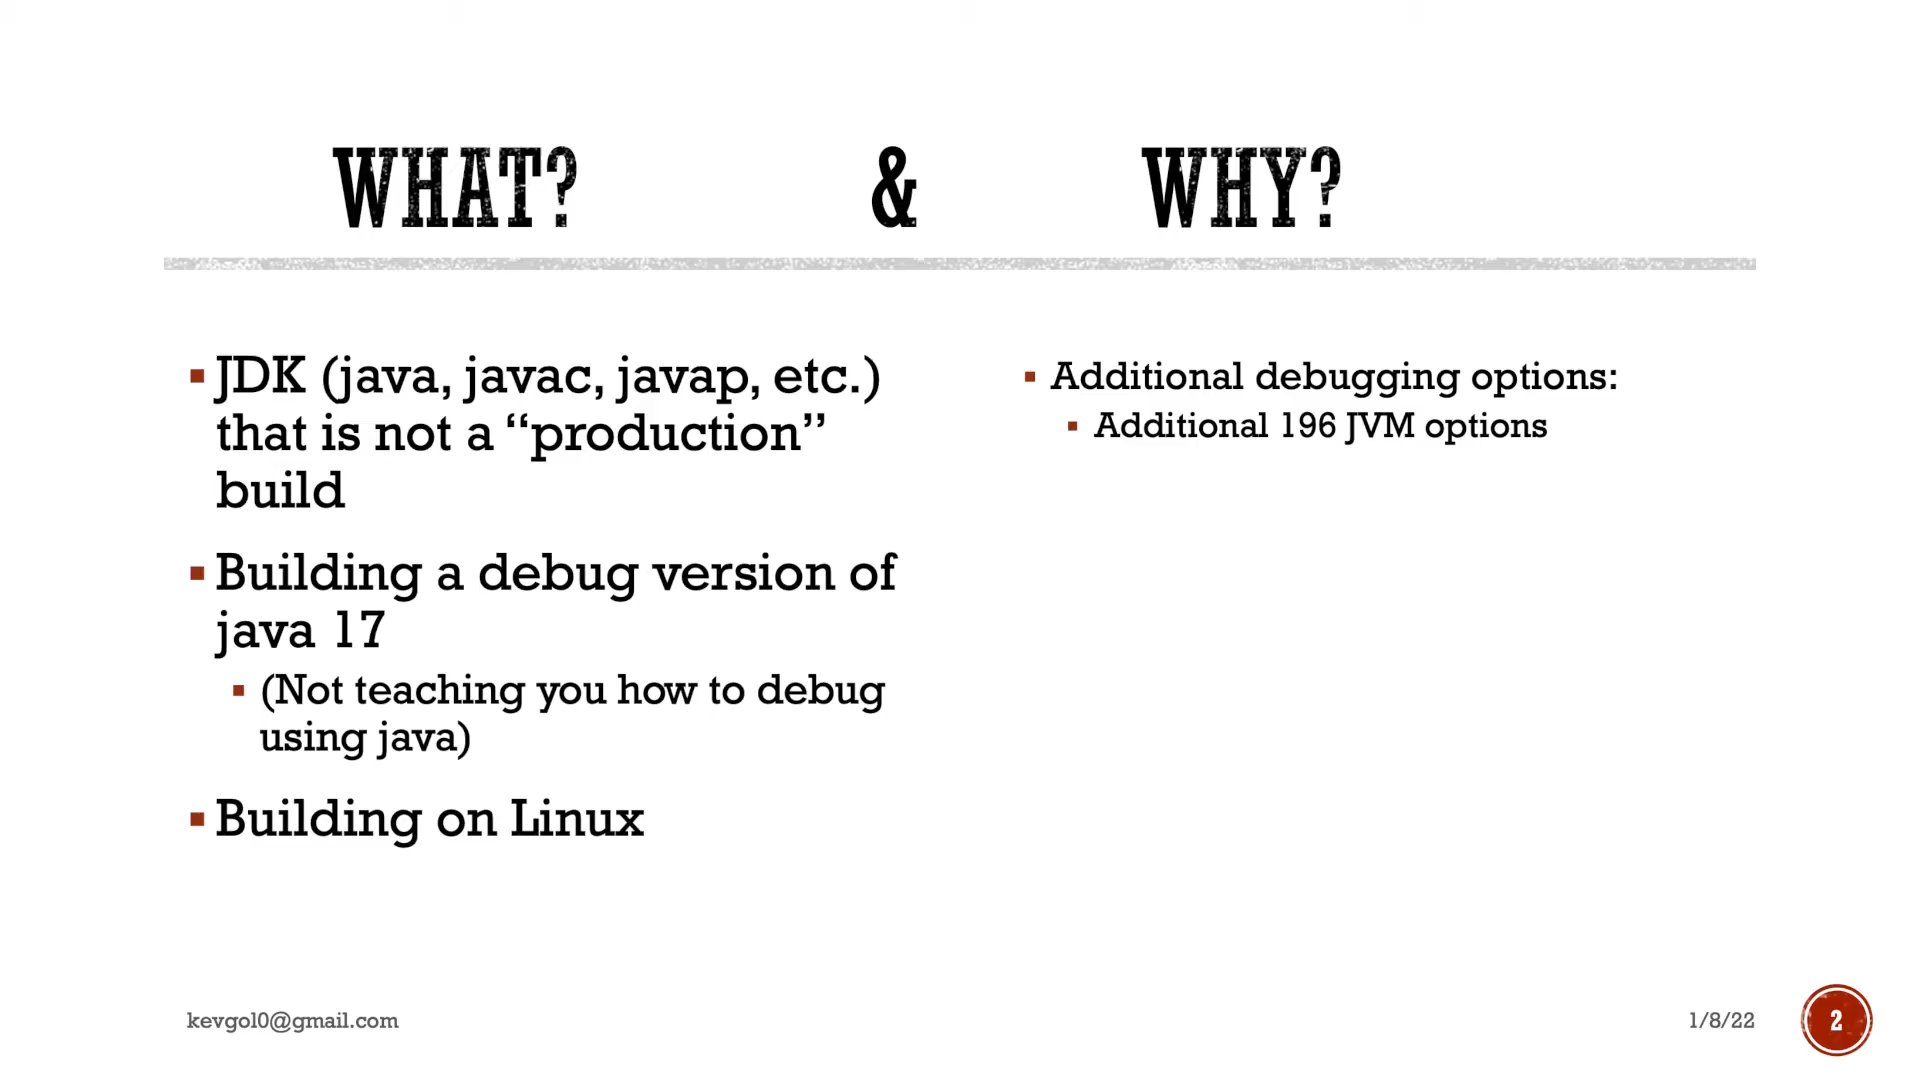 WHAT? & WHY?
JDK (java, javac, javap, etc.)
that is not a “production”
build
Building a debug version of
java 17
(Not teaching you how to debug
using java)
Building on Linux
Additional debugging options:
Additional 196 JVM options
kevgol0@gmail.com
1/8/22
2